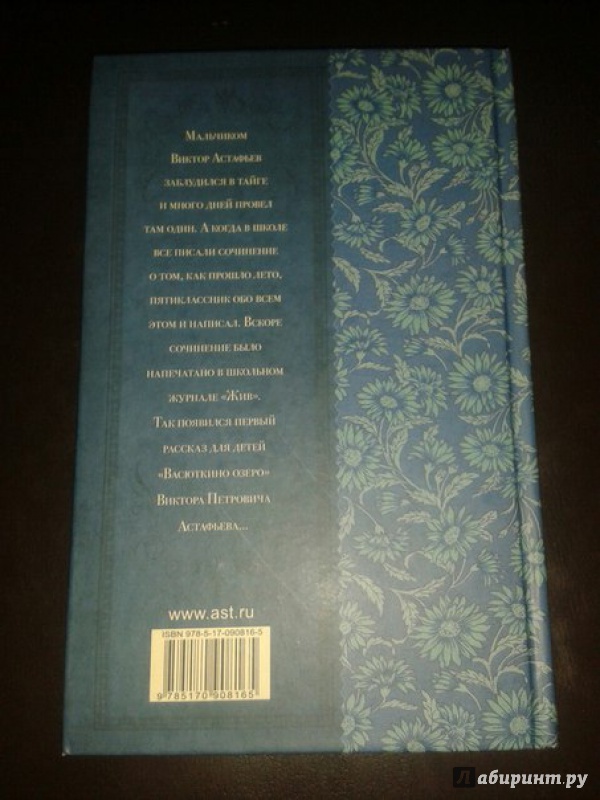 Мальчиком
Виктор Астафьев
заблудился в тайге
и много дней провел
там один. А когда в школе
все писали сочинение
о том, как прошло лето,
пятиклассник обо всем
этом и написал. Вскоре
сочинение было
напечатано в школьном
журнале «Жив».
Так появился первый
рассказ для детей
«Васюткино озеро»
Виктора Петровича
Астафьева...
www.ast.ru
ISBN 978-5-17-090816-5
9 785170 908165
Лабиринт.ру